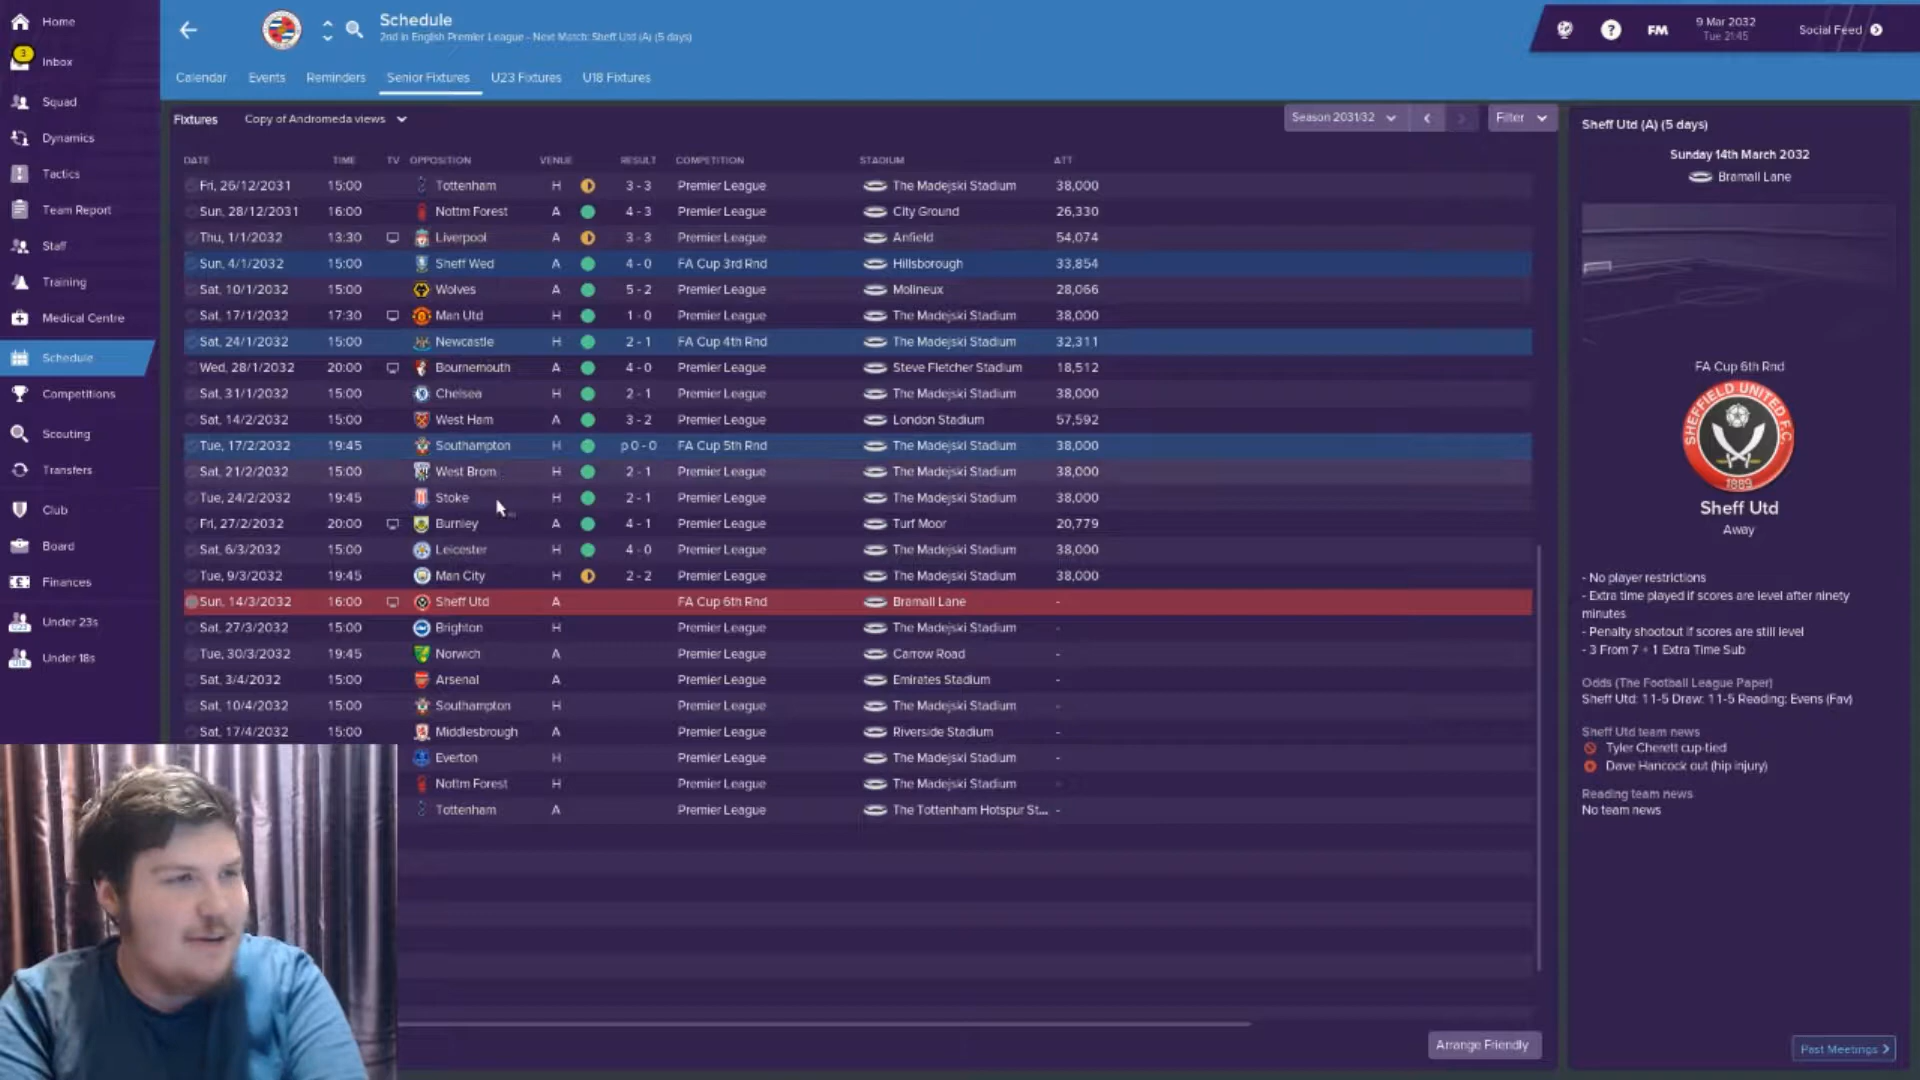 Home
3
Inbox
Squad
Dynamics
Tactics
Team Report
Staff
Training
Medical Centre
Schedule
Competitions
Scouting
Transfers
Club
Board
Finances
Under 23s
Under 18s
Schedule
2nd in English Premier League - Next Match: Sheff Utd (A) (5 days)
Calendar Events Reminders Senior Fixtures U23 Fixtures U18 Fixtures
? FM 9 Mar 2032 Tue 21:45 Social Feed
Fixtures Copy of Andromeda views Season 2031/32 Filter
DATE TIME TV OPPOSITION VENUE RESULT COMPETITION STADIUM ATT
Fri, 26/12/2031 15:00 Tottenham H 3 - 3 Premier League The Madejski Stadium 38,000
Sun, 28/12/2031 16:00 Nottm Forest A 4 - 3 Premier League City Ground 26,330
Thu, 1/1/2032 13:30 Liverpool A 3 - 3 Premier League Anfield 54,074
Sun, 4/1/2032 15:00 Sheff Wed A 4 - 0 FA Cup 3rd Rnd Hillsborough 33,854
Sat, 10/1/2032 15:00 Wolves A 5 - 2 Premier League Molineux 28,066
Sat, 17/1/2032 17:30 Man Utd H 1 - 0 Premier League The Madejski Stadium 38,000
Sat, 24/1/2032 15:00 Newcastle H 2 - 1 FA Cup 4th Rnd The Madejski Stadium 32,311
Wed, 28/1/2032 20:00 Bournemouth A 4 - 0 Premier League Steve Fletcher Stadium 18,512
Sat, 31/1/2032 15:00 Chelsea H 2 - 1 Premier League The Madejski Stadium 38,000
Sat, 14/2/2032 15:00 West Ham A 3 - 2 Premier League London Stadium 57,592
Tue, 17/2/2032 19:45 Southampton H p 0 - 0 FA Cup 5th Rnd The Madejski Stadium 38,000
Sat, 21/2/2032 15:00 West Brom H 2 - 1 Premier League The Madejski Stadium 38,000
Tue, 24/2/2032 19:45 Stoke H 2 - 1 Premier League The Madejski Stadium 38,000
Fri, 27/2/2032 20:00 Burnley A 4 - 1 Premier League Turf Moor 20,779
Sat, 6/3/2032 15:00 Leicester H 4 - 0 Premier League The Madejski Stadium 38,000
Tue, 9/3/2032 19:45 Man City H 2 - 2 Premier League The Madejski Stadium 38,000
Sun, 14/3/2032 16:00 Sheff Utd A FA Cup 6th Rnd Bramall Lane -
Sat, 27/3/2032 15:00 Brighton H Premier League The Madejski Stadium -
Tue, 30/3/2032 19:45 Norwich A Premier League Carrow Road -
Sat, 3/4/2032 15:00 Arsenal A Premier League Emirates Stadium -
Sat, 10/4/2032 15:00 Southampton H Premier League The Madejski Stadium -
Sat, 17/4/2032 15:00 Middlesbrough A Premier League Riverside Stadium -
Everton H Premier League The Madejski Stadium -
Nottm Forest H Premier League The Madejski Stadium -
Tottenham A Premier League The Tottenham Hotspur St... -
Arrange Friendly
Sheff Utd (A) (5 days)
Sunday 14th March 2032
Bramall Lane
FA Cup 6th Rnd
SHEFFIELD UNITED F.C.
1889
Sheff Utd
Away
- No player restrictions
- Extra time played if scores are level after ninety
minutes
- Penalty shootout if scores are still level
- 3 From 7 + 1 Extra Time Sub
Odds (The Football League Paper)
Sheff Utd: 11-5 Draw: 11-5 Reading: Evens (Fav)
Sheff Utd team news
Tyler Cherett cup-tied
Dave Hancock out (hip injury)
Reading team news
No team news
Past Meetings